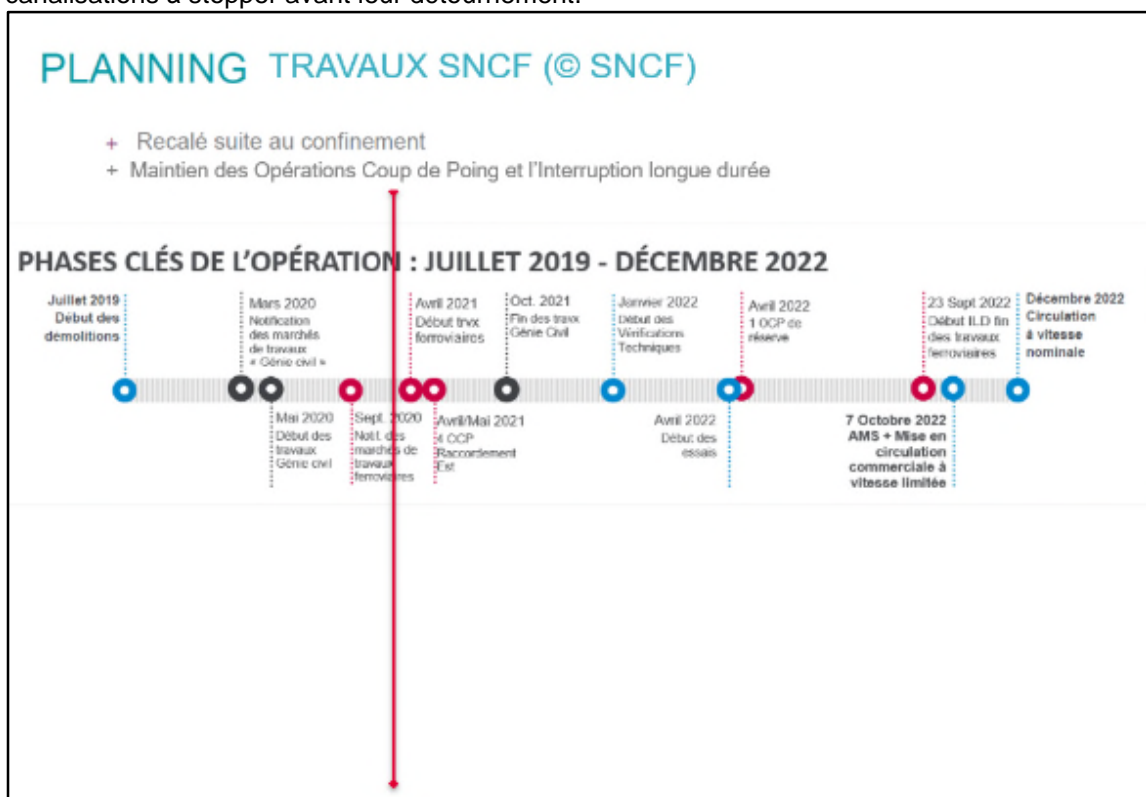 canalisations à stopper avant leur détournement.
PLANNING TRAVAUX SNCF (© SNCF)
+ Recalé suite au confinement
+ Maintien des Opérations Coup de Poing et l'Interruption longue durée
PHASES CLÉS DE L'OPÉRATION : JUILLET 2019 - DÉCEMBRE 2022
Juillet 2019
Début des
démolitions
Mars 2020
Notification
des marchés
de travaux
« Génie civil »
Avril 2021
Début trvx
ferroviaires
Oct. 2021
Fin des travx
Génie Civil
Janvier 2022
Début des
Vérifications
Techniques
Avril 2022
1 OCP de
réserve
23 Sept 2022
Début ILD fin
des travaux
ferroviaires
Décembre 2022
Circulation
à vitesse
nominale
Mai 2020
Début des
travaux
Génie civil
Sept. 2020
Notif. des
marchés de
travaux
ferroviaires
Avril/Mai 2021
4 OCP
Raccordement
Est
Avril 2022
Début des
essais
7 Octobre 2022
AMS + Mise en
circulation
commerciale à
vitesse limitée